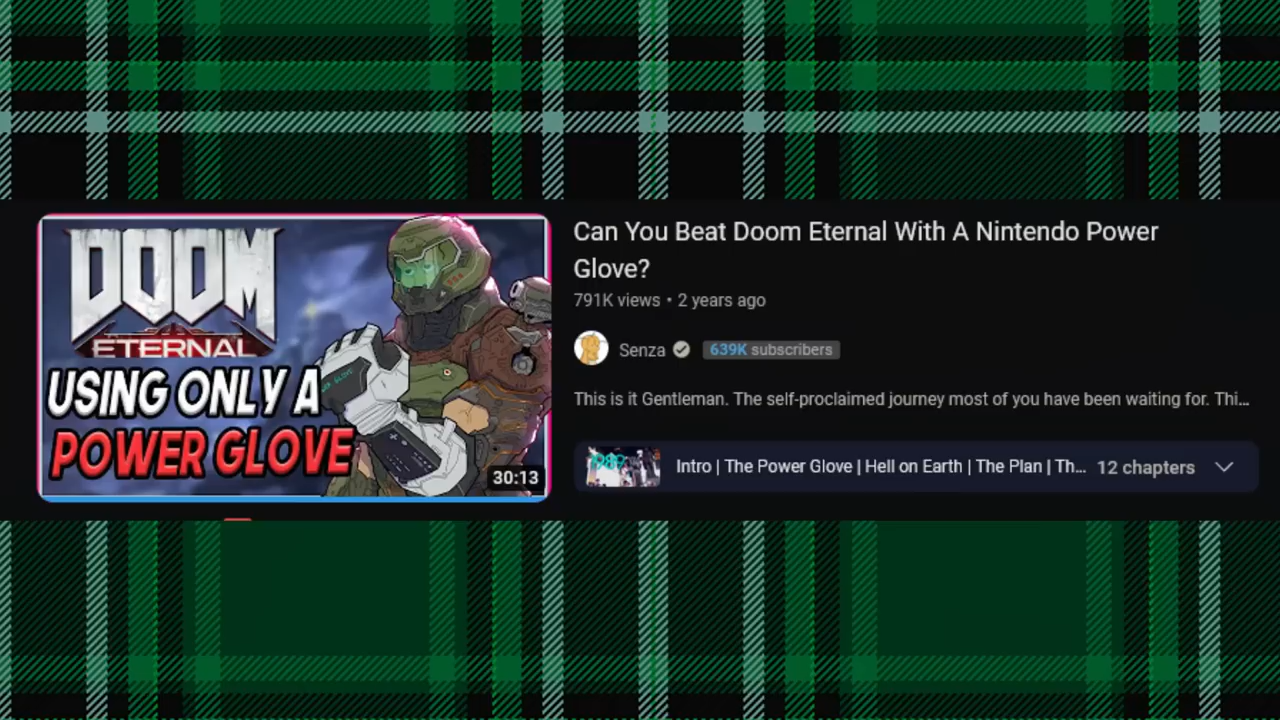 DOOM
ETERNAL
USING ONLY A
POWER GLOVE
30:13
Can You Beat Doom Eternal With A Nintendo Power
Glove?
791K views • 2 years ago
Senza 639K subscribers
This is it Gentleman. The self-proclaimed journey most of you have been waiting for. Thi...
1989
Intro | The Power Glove | Hell on Earth | The Plan | Th... 12 chapters